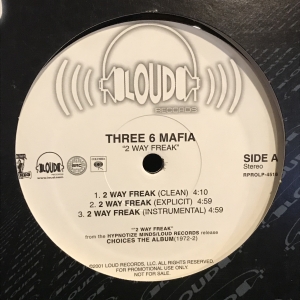 LOUD
RECORDS
THREE 6 MAFIA
"2 WAY FREAK"
SIDE A
Stereo
1. 2 WAY FREAK (CLEAN) 4:10
2. 2 WAY FREAK (EXPLICIT) 4:59
3. 2 WAY FREAK (INSTRUMENTAL) 4:59
LOUD
"2 WAY FREAK"
from the HYPNOTIZE MINDS/LOUD RECORDS release
CHOICES THE ALBUM(1972-2)
©2001 LOUD RECORDS, LLC, ALL RIGHTS RESERVED.
FOR PROMOTIONAL USE ONLY.
NOT FOR SALE.